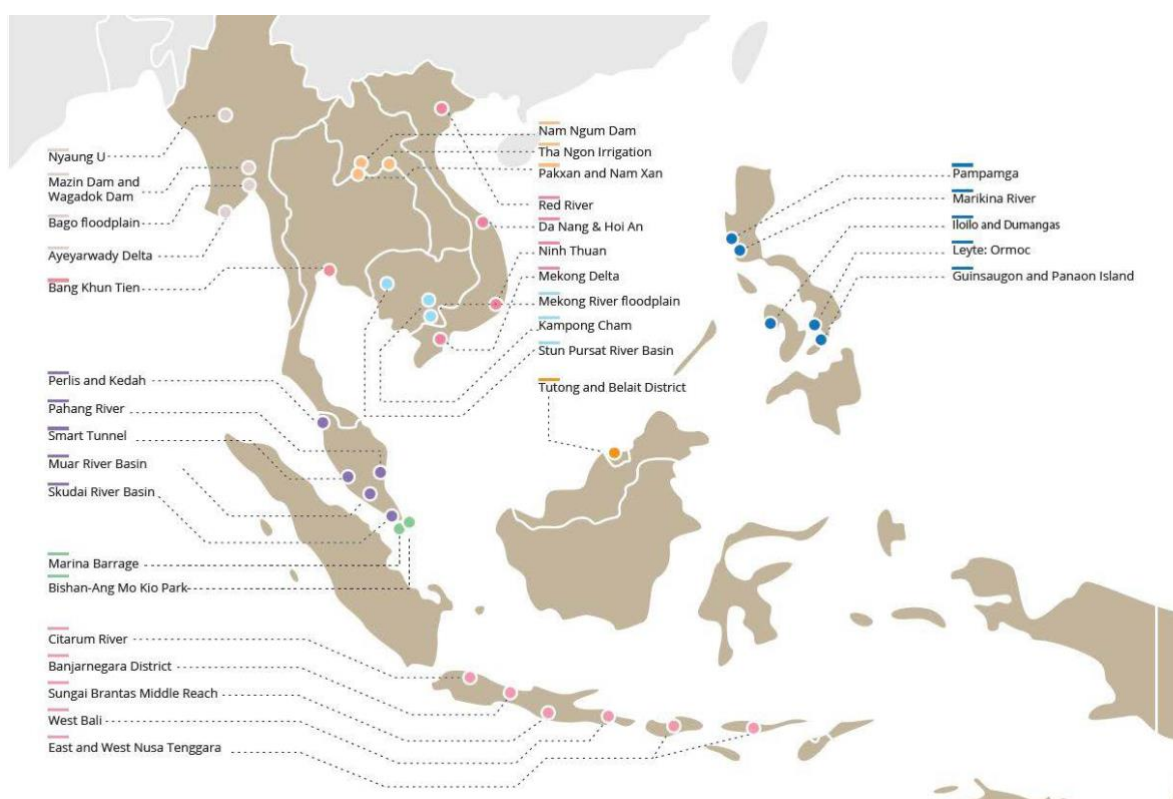 Nyaung U
Mazin Dam and
Wagadok Dam
Bago floodplain
Ayeyarwady Delta
Bang Khun Tien
Perlis and Kedah
Pahang River
Smart Tunnel
Muar River Basin
Skudai River Basin
Marina Barrage
Bishan-Ang Mo Kio Park
Citarum River
Banjarnegara District
Sungai Brantas Middle Reach
West Bali
East and West Nusa Tenggara
Nam Ngum Dam
Tha Ngon Irrigation
Pakxan and Nam Xan
Red River
Da Nang & Hoi An
Ninh Thuan
Mekong Delta
Mekong River floodplain
Kampong Cham
Stun Pursat River Basin
Tutong and Belait District
Pampamga
Marikina River
Iloilo and Dumangas
Leyte: Ormoc
Guinsaugon and Panaon Island